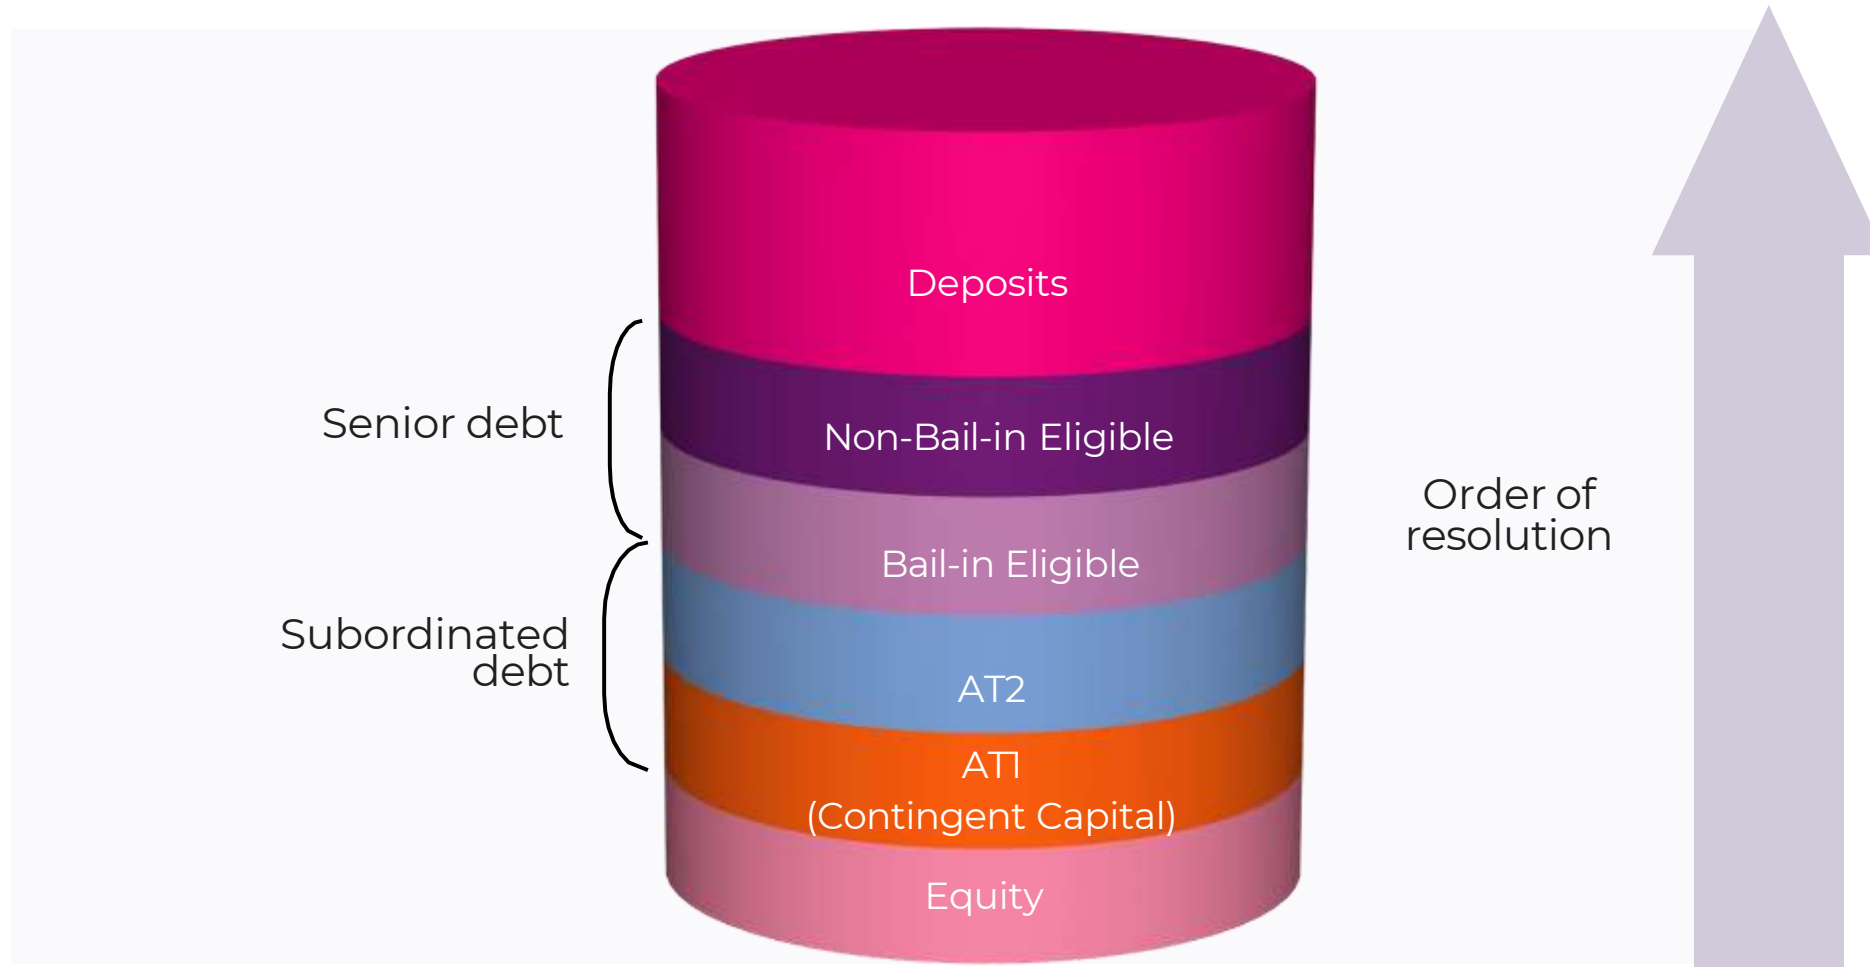 Deposits
Senior debt
Non-Bail-in Eligible
Order of
resolution
Bail-in Eligible
Subordinated
debt
AT2
AT1
(Contingent Capital)
Equity